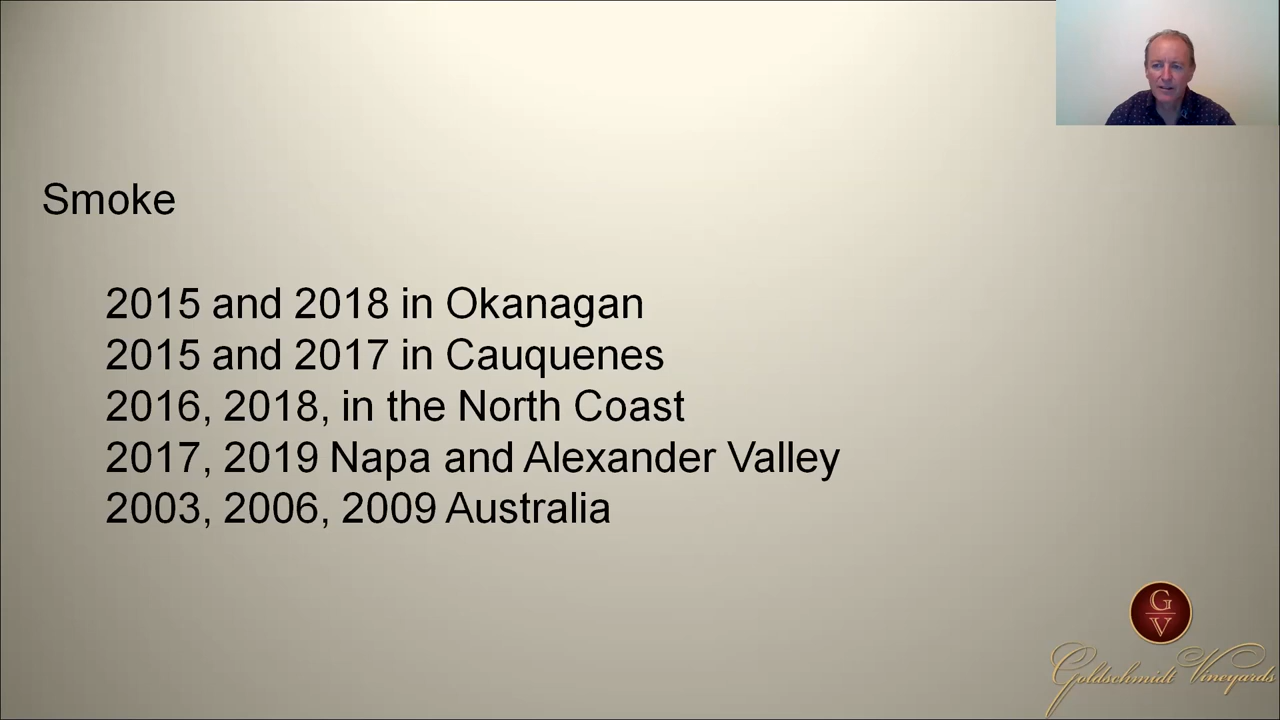 Smoke
2015 and 2018 in Okanagan
2015 and 2017 in Cauquenes
2016, 2018, in the North Coast
2017, 2019 Napa and Alexander Valley
2003, 2006, 2009 Australia
G
V
Goldschmidt Vineyards